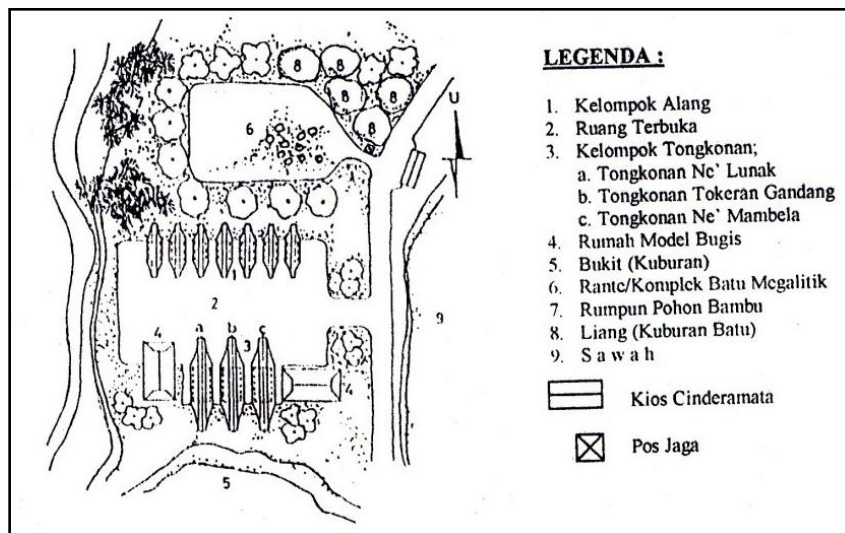 8 8
8 8
8
U
6
1
2
9
4 a b c
3
4
5
LEGENDA :
1. Kelompok Alang
2. Ruang Terbuka
3. Kelompok Tongkonan;
a. Tongkonan Ne' Lunak
b. Tongkonan Tokeran Gandang
c. Tongkonan Ne' Mambela
4. Rumah Model Bugis
5. Bukit (Kuburan)
6. Rante/Komplek Batu Megalitik
7. Rumpun Pohon Bambu
8. Liang (Kuburan Batu)
9. S a w a h
Kios Cinderamata
Pos Jaga